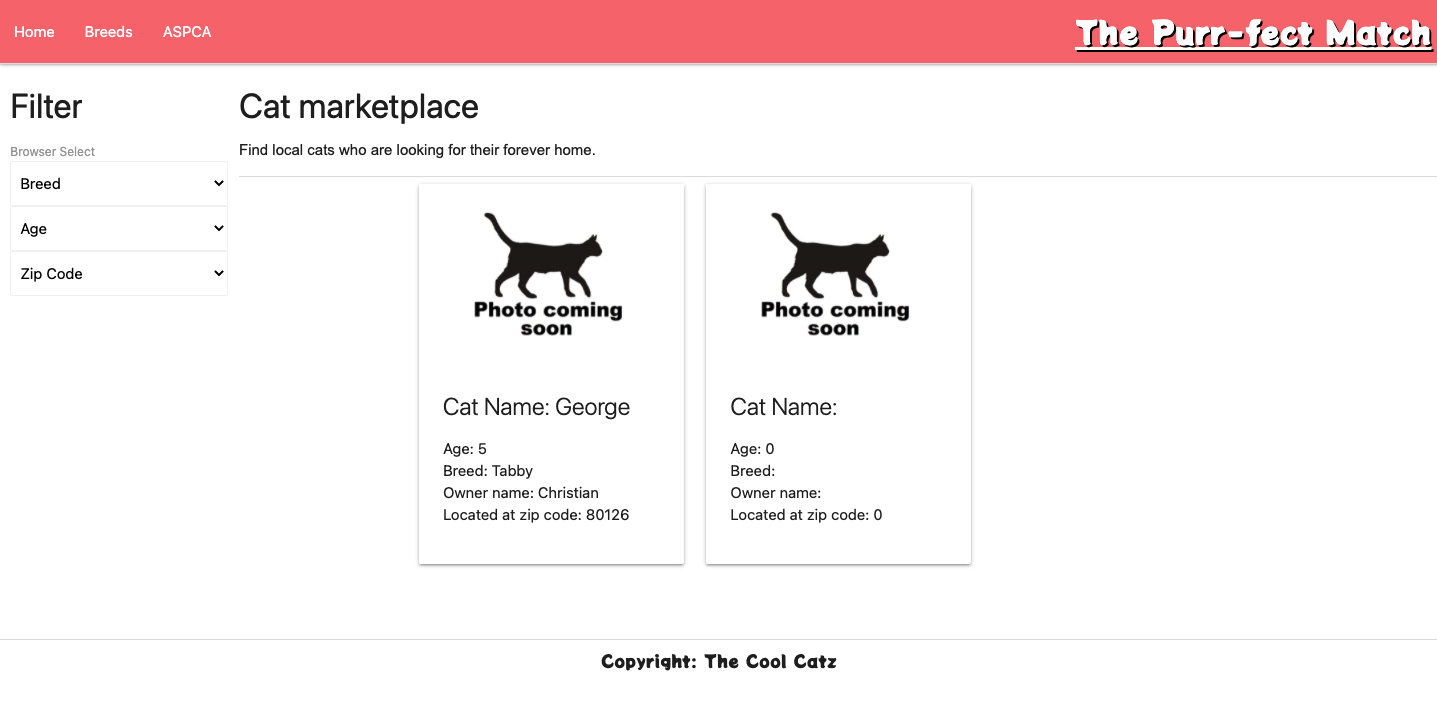 Home Breeds ASPCA The Purr-fect Match
Filter
Browser Select
Breed
Age
Zip Code
Cat marketplace
Find local cats who are looking for their forever home.
Photo coming
soon
Cat Name: George
Age: 5
Breed: Tabby
Owner name: Christian
Located at zip code: 80126
Photo coming
soon
Cat Name:
Age: 0
Breed:
Owner name:
Located at zip code: 0
Copyright: The Cool Catz